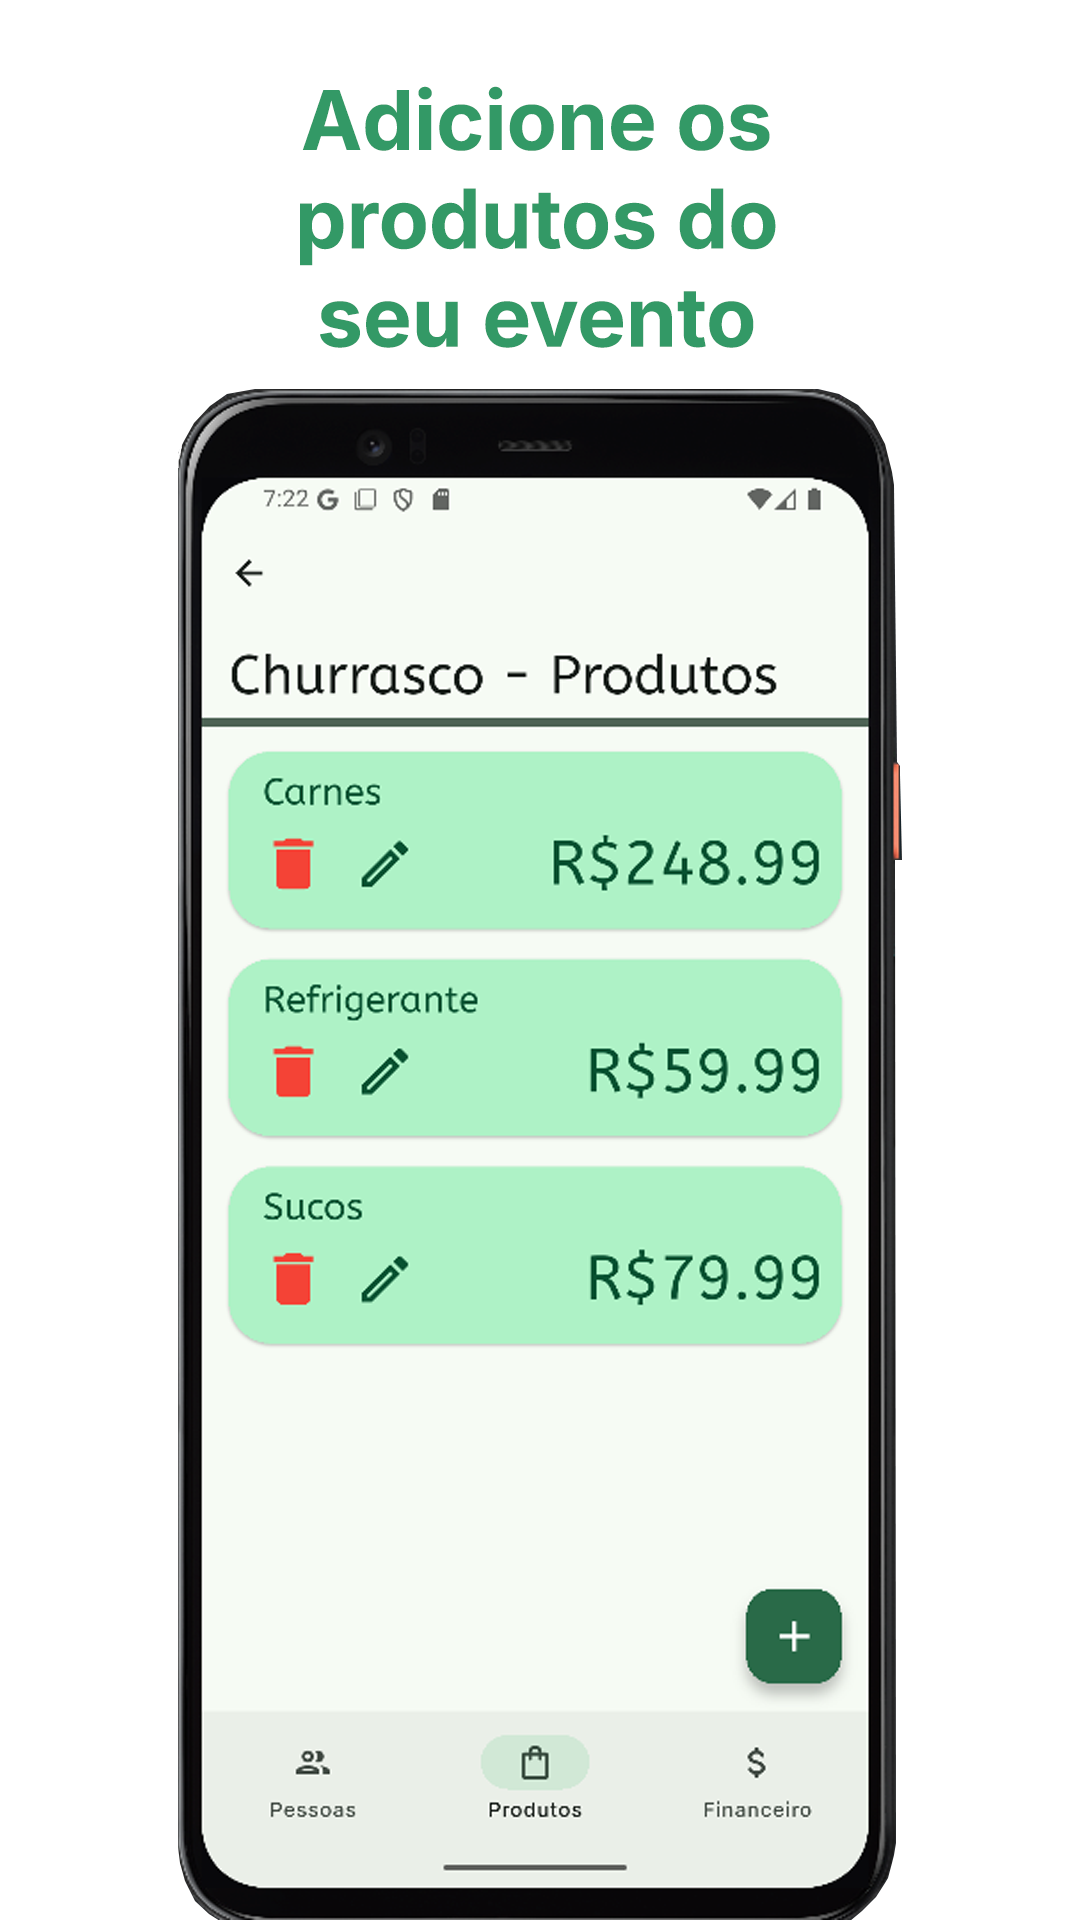 Adicione os
produtos do
seu evento
7:22
Churrasco - Produtos
Carnes
R$248.99
Refrigerante
R$59.99
Sucos
R$79.99
Pessoas
Produtos
Financeiro